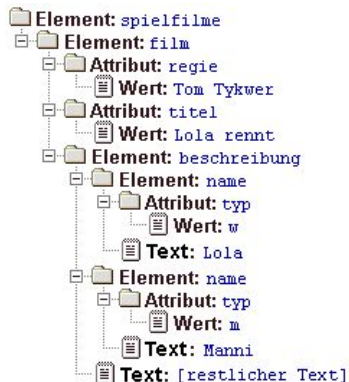 Element: spielfilme
Element: film
Attribut: regie
Wert: Tom Tykwer
Attribut: titel
Wert: Lola rennt
Element: beschreibung
Element: name
Attribut: typ
Wert: w
Text: Lola
Element: name
Attribut: typ
Wert: m
Text: Manni
Text: [restlicher Text]